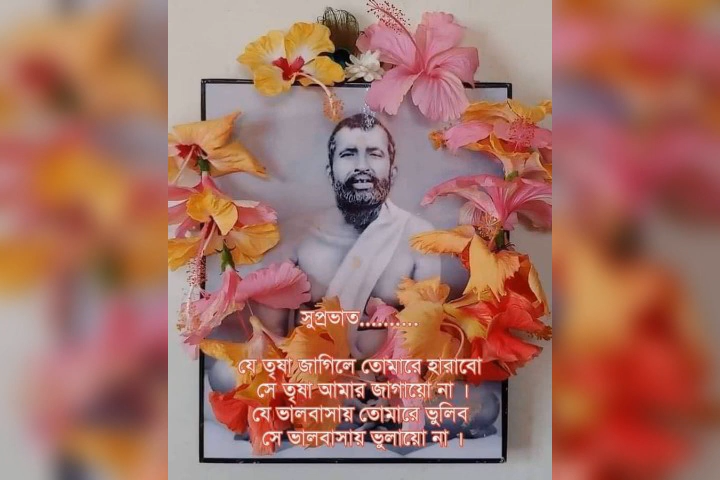 সুপ্রভাত..........
যে তৃষা জাগিলে তোমারে হারাবো
সে তৃষা আমার জাগায়ো না ।
যে ভালবাসায় তোমারে ভুলিব
সে ভালবাসায় ভুলায়ো না ।